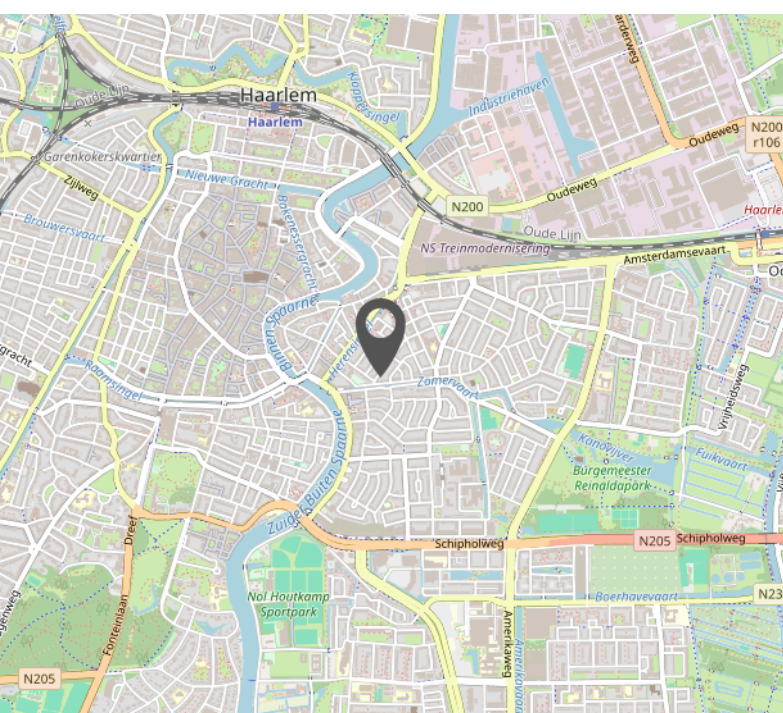 Oude Lijn
Haarlem
Haarlem
Kloppersingel
Industriehaven
Oudeweg
N200
r106
Garenkokerskwartier
Zijlweg
Nieuwe Gracht
Bakenessergracht
Oudeweg
N200
Brouwersvaart
Oude Lijn
NS Treinmodernisering
Amsterdamsevaart
Binnen Spaarne
Raamsingel
Zomervaart
Vrijheidsweg
Zuider Buiten Spaarne
Kanovijver
Fuikvaart
Burgemeester
Reinaldapark
Dreef
Schipholweg
N205
Schipholweg
Nol Houtkamp
Sportpark
Boerhavevaart
N23
Fonteinlaan
Amerikaweg
N205